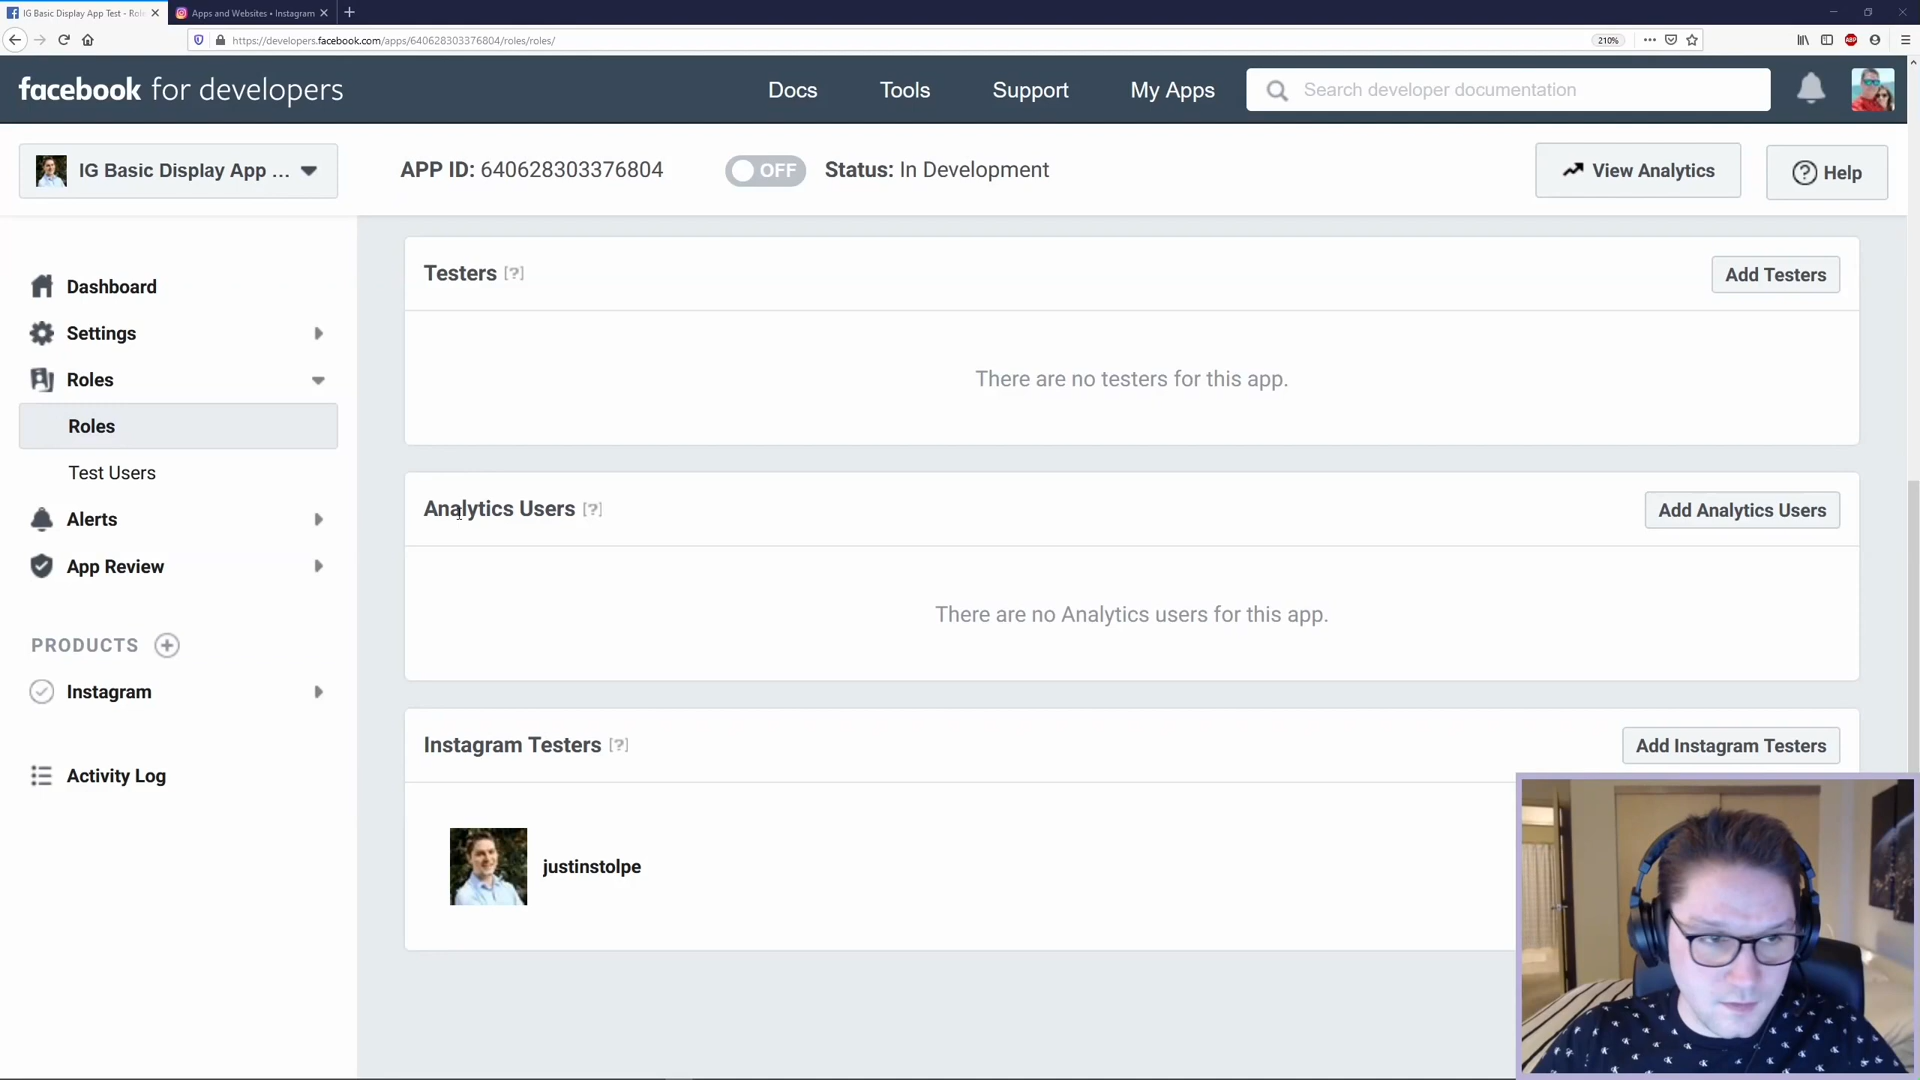 IG Basic Display App Test - Role
Apps and Websites • Instagram
https://developers.facebook.com/apps/640628303376804/roles/roles/
210%
ABP
facebook for developers
Docs
Tools
Support
My Apps
Search developer documentation
IG Basic Display App ...
APP ID: 640628303376804
OFF
Status: In Development
View Analytics
Help
Dashboard
Settings
Roles
Roles
Test Users
Alerts
App Review
PRODUCTS
Instagram
Activity Log
Testers [?]
Add Testers
There are no testers for this app.
Analytics Users [?]
Add Analytics Users
There are no Analytics users for this app.
Instagram Testers [?]
Add Instagram Testers
justinstolpe